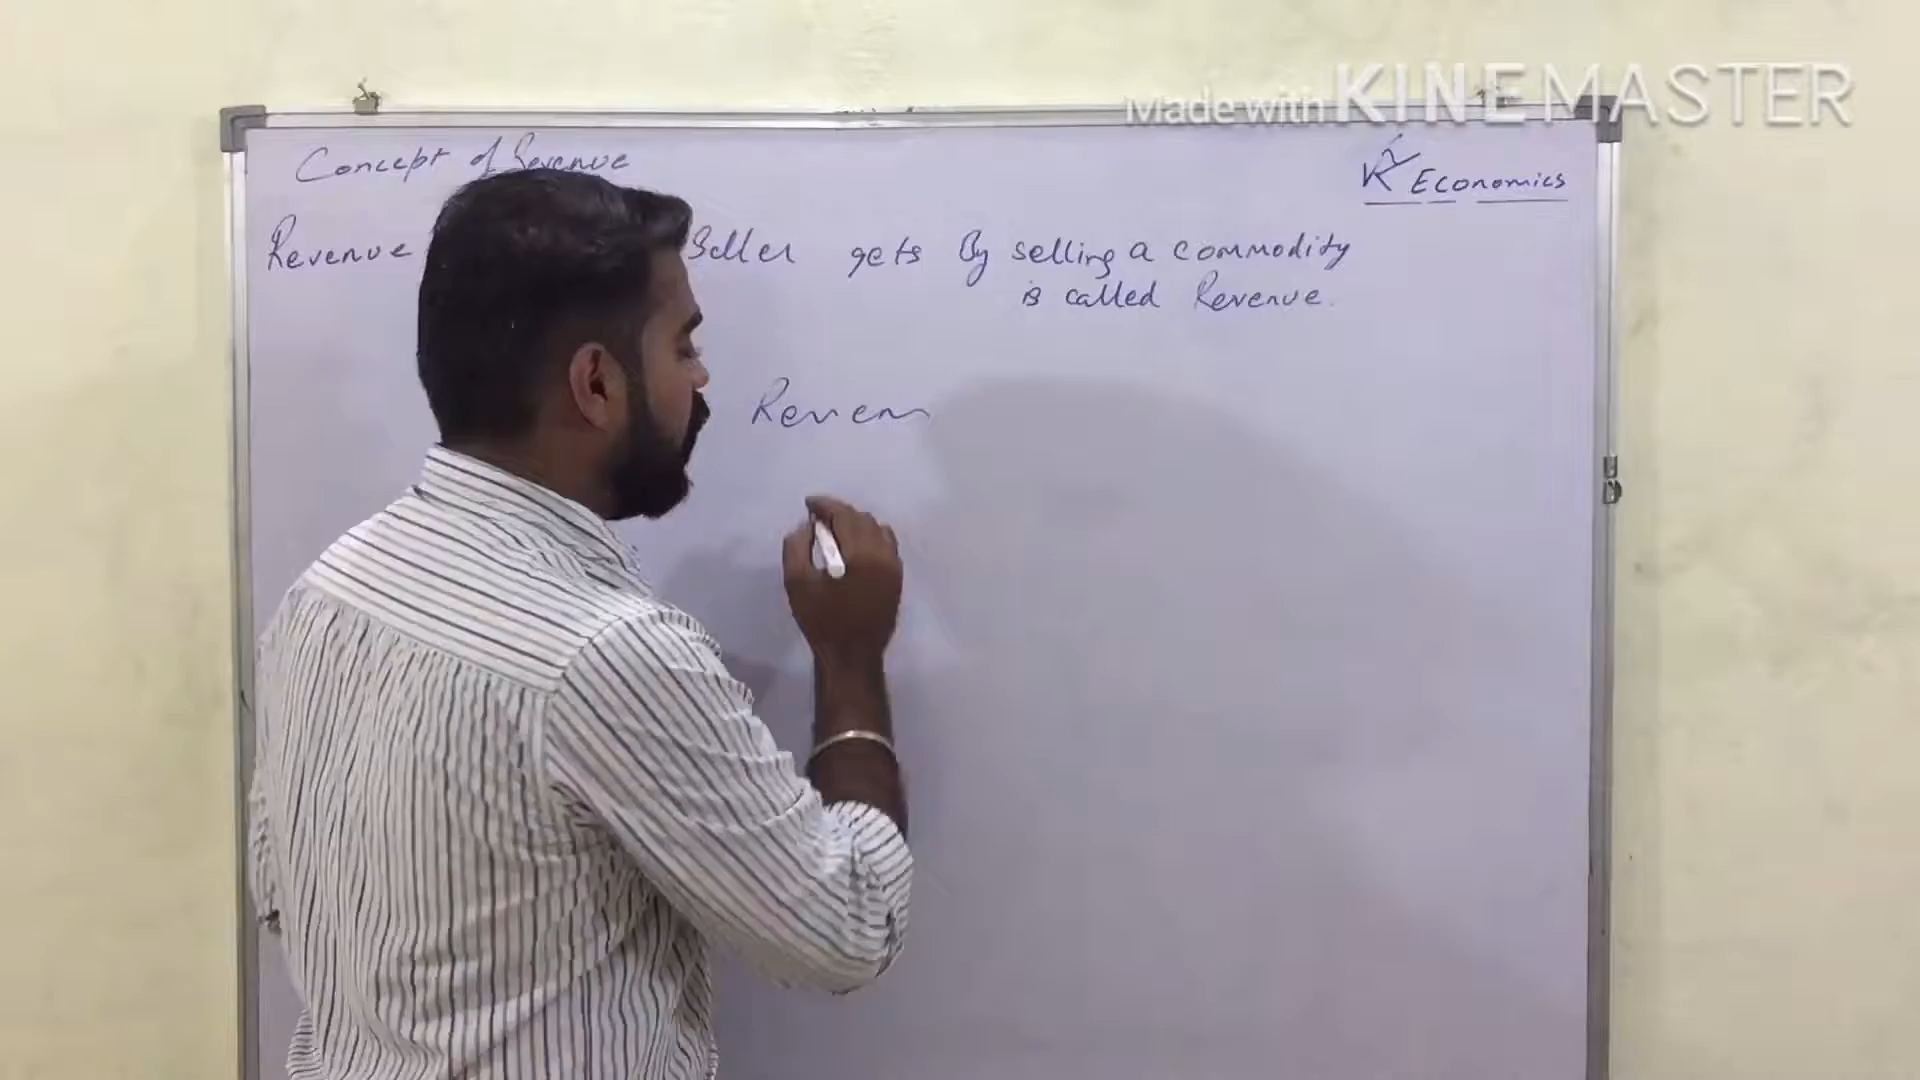 Made with KINEMASTER
Concept of Revenue
K Economics
Revenue Seller gets By selling a commodity
is called Revenue.
Reven